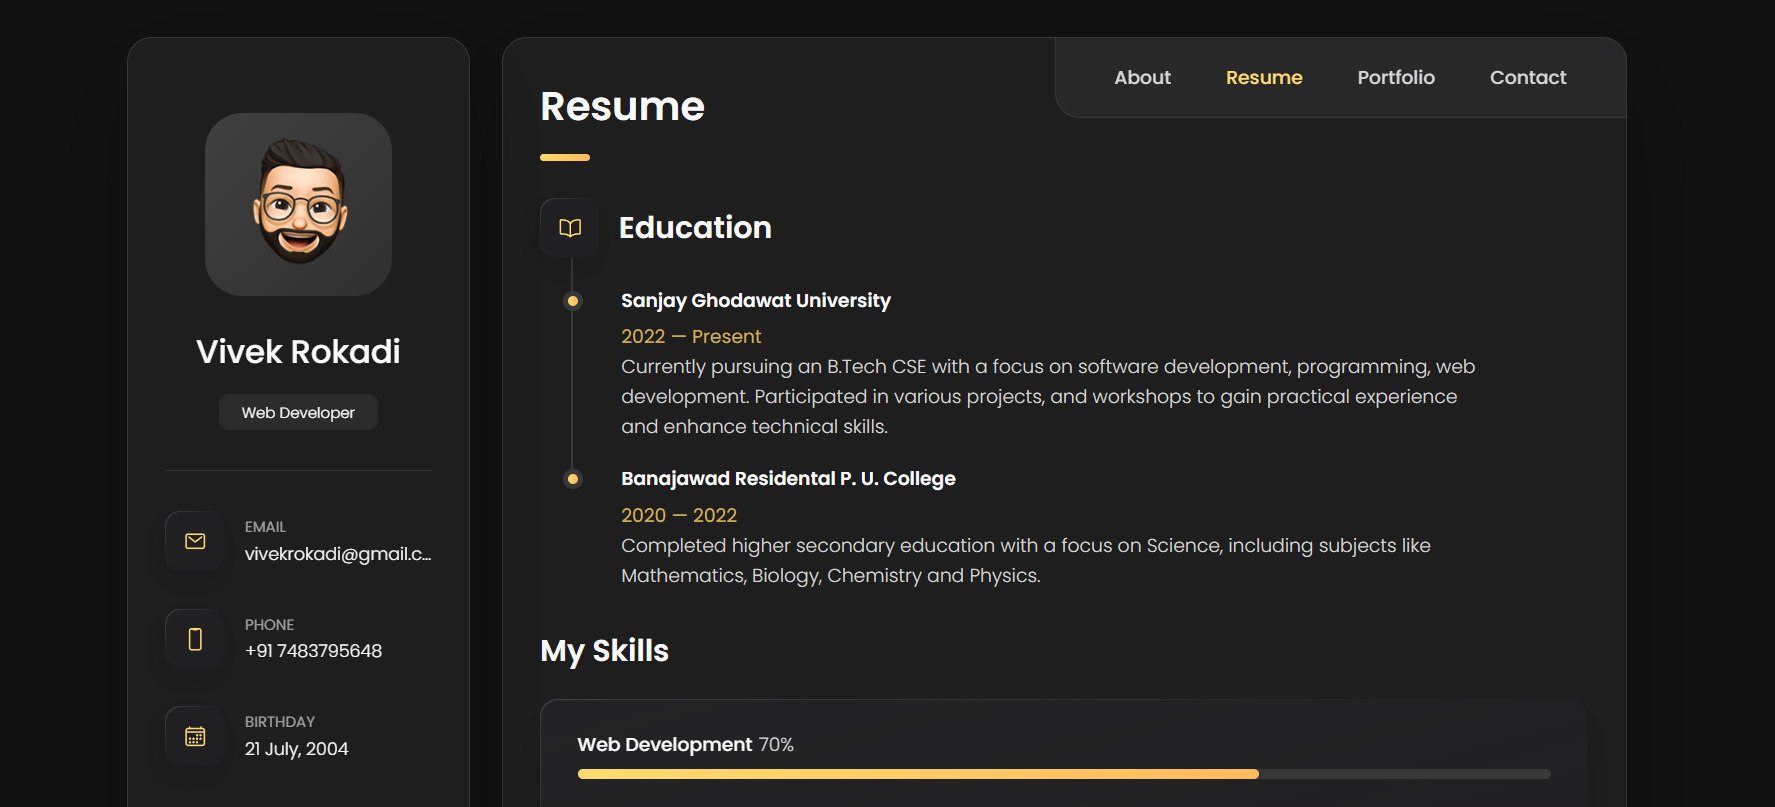 Vivek Rokadi
Web Developer
EMAIL
vivekrokadi@gmail.c...
PHONE
+91 7483795648
BIRTHDAY
21 July, 2004
About
Resume
Portfolio
Contact
Resume
Education
Sanjay Ghodawat University
2022 — Present
Currently pursuing an B.Tech CSE with a focus on software development, programming, web
development. Participated in various projects, and workshops to gain practical experience
and enhance technical skills.
Banajawad Residental P. U. College
2020 — 2022
Completed higher secondary education with a focus on Science, including subjects like
Mathematics, Biology, Chemistry and Physics.
My Skills
Web Development 70%